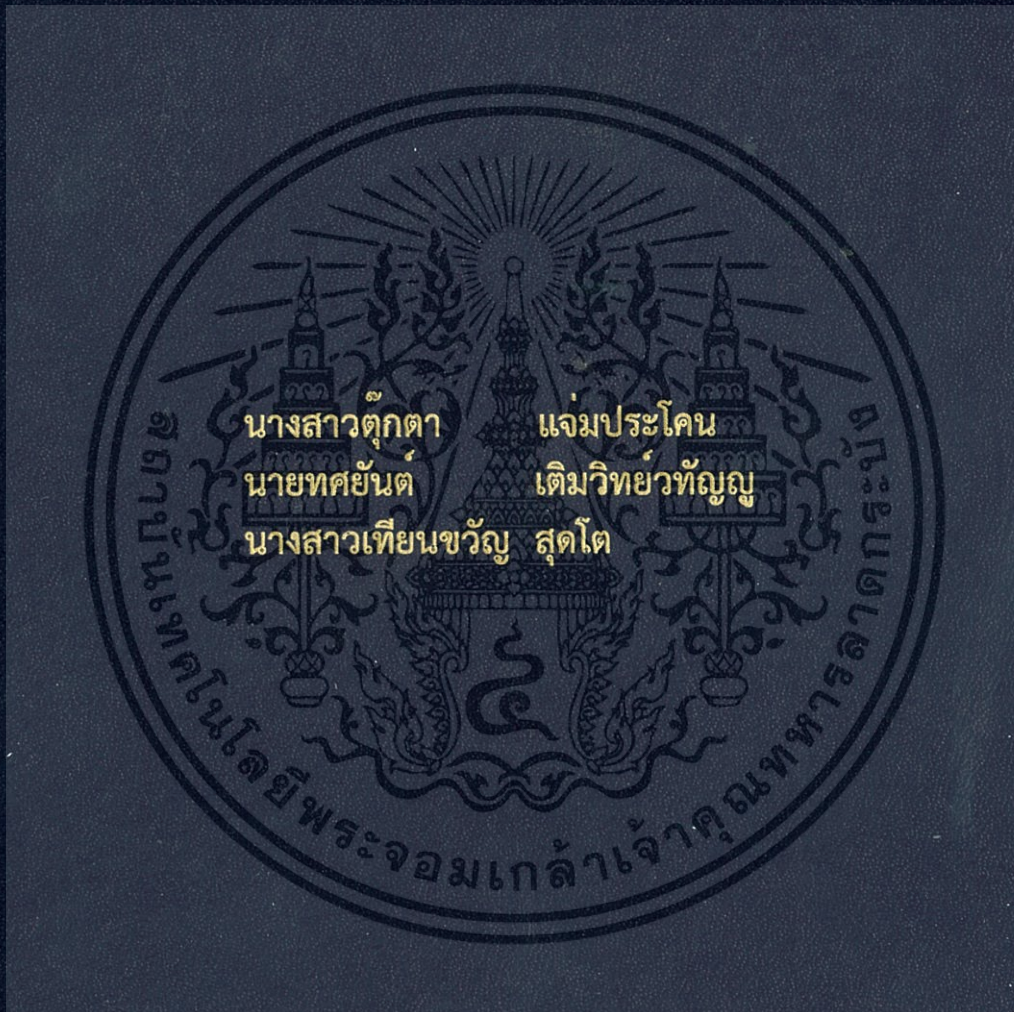 นางสาวตุ๊กตา แจ่มประโคน
นายทศยันต์ เติมวิทย์วทัญญู
นางสาวเทียนขวัญ สุดโต
๔
สถาบันเทคโนโลยีพระจอมเกล้าเจ้าคุณทหารลาดกระบัง